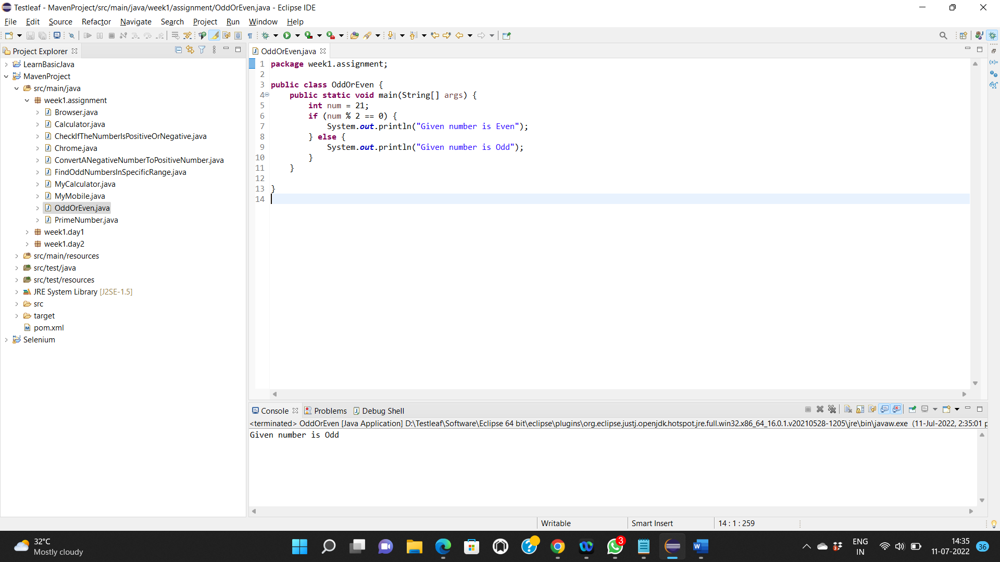 Testleaf - MavenProject/src/main/java/week1/assignment/OddOrEven.java - Eclipse IDE
File Edit Source Refactor Navigate Search Project Run Window Help
Project Explorer
LearnBasicJava
MavenProject
src/main/java
week1.assignment
Browser.java
Calculator.java
CheckIfTheNumberIsPositiveOrNegative.java
Chrome.java
ConvertANegativeNumberToPositiveNumber.java
FindOddNumbersInSpecificRange.java
MyCalculator.java
MyMobile.java
OddOrEven.java
PrimeNumber.java
week1.day1
week1.day2
src/main/resources
src/test/java
src/test/resources
JRE System Library [J2SE-1.5]
src
target
pom.xml
Selenium
OddOrEven.java
1 package week1.assignment;
2
3 public class OddOrEven {
4 public static void main(String[] args) {
5 int num = 21;
6 if (num % 2 == 0) {
7 System.out.println("Given number is Even");
8 } else {
9 System.out.println("Given number is Odd");
10 }
11 }
12
13 }
14
Console Problems Debug Shell
<terminated> OddOrEven [Java Application] D:\Testleaf\Software\Eclipse 64 bit\eclipse\plugins\org.eclipse.justj.openjdk.hotspot.jre.full.win32.x86_64_16.0.1.v20210528-1205\jre\bin\javaw.exe (11-Jul-2022, 2:35:01 p
Given number is Odd
Writable Smart Insert 14 : 1 : 259
32°C
Mostly cloudy
3
ENG
IN
14:35
11-07-2022
36